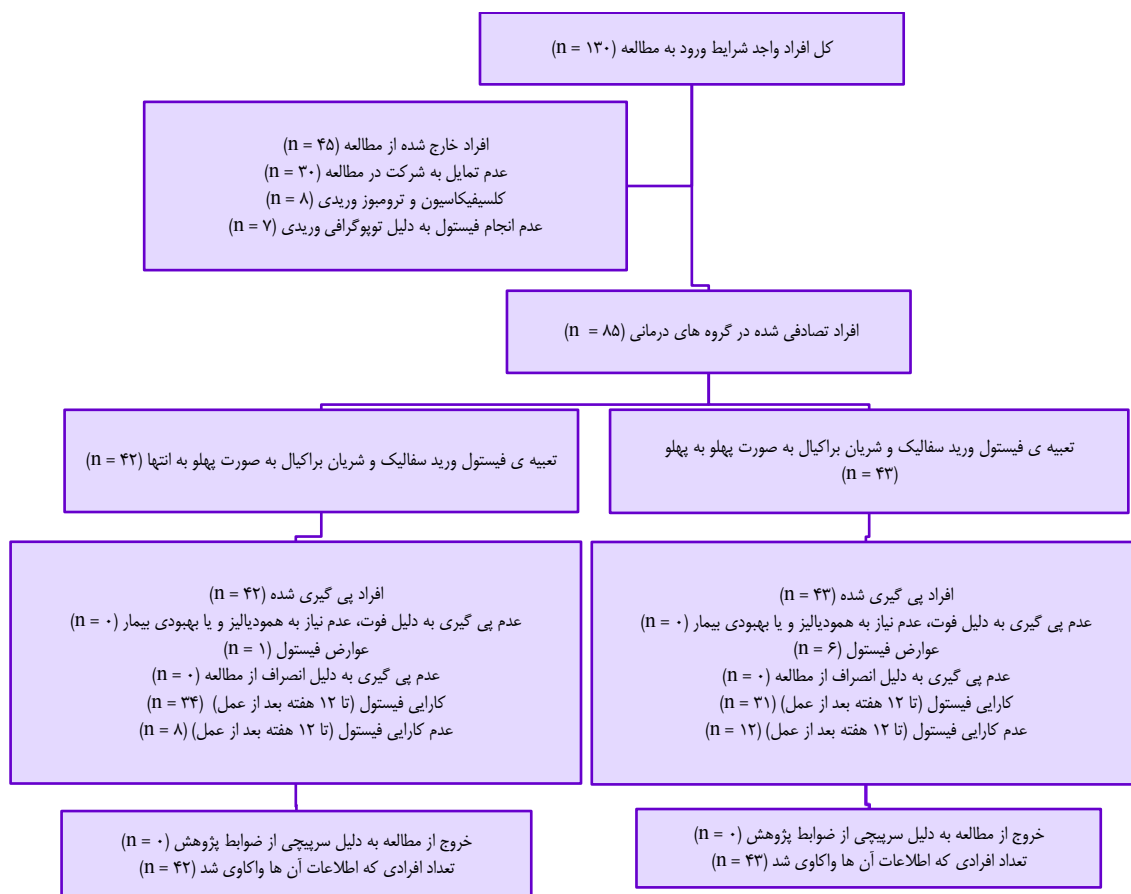 کل افراد واجد شرایط ورود به مطالعه (n = ۱۳۰)
افراد خارج شده از مطالعه (n = ۴۵)
عدم تمایل به شرکت در مطالعه (n = ۳۰)
کلسیفیکاسیون و ترومبوز وریدی (n = ۸)
عدم انجام فیستول به دلیل توپوگرافی وریدی (n = ۷)
افراد تصادفی شده در گروه های درمانی (n = ۸۵)
تعبیه ی فیستول ورید سفالیک و شریان براکیال به صورت پهلو به پهلو
(n = ۴۳)
تعبیه ی فیستول ورید سفالیک و شریان براکیال به صورت پهلو به انتها (n = ۴۲)
افراد پی گیری شده (n = ۴۳)
عدم پی گیری به دلیل فوت، عدم نیاز به همودیالیز و یا بهبودی بیمار (n = ۰)
عوارض فیستول (n = ۶)
عدم پی گیری به دلیل انصراف از مطالعه (n = ۰)
کارایی فیستول (تا ۱۲ هفته بعد از عمل) (n = ۳۱)
عدم کارایی فیستول (تا ۱۲ هفته بعد از عمل) (n = ۱۲)
افراد پی گیری شده (n = ۴۲)
عدم پی گیری به دلیل فوت، عدم نیاز به همودیالیز و یا بهبودی بیمار (n = ۰)
عوارض فیستول (n = ۱)
عدم پی گیری به دلیل انصراف از مطالعه (n = ۰)
کارایی فیستول (تا ۱۲ هفته بعد از عمل) (n = ۳۴)
عدم کارایی فیستول (تا ۱۲ هفته بعد از عمل) (n = ۸)
خروج از مطالعه به دلیل سرپیچی از ضوابط پژوهش (n = ۰)
تعداد افرادی که اطلاعات آن ها واکاوی شد (n = ۴۳)
خروج از مطالعه به دلیل سرپیچی از ضوابط پژوهش (n = ۰)
تعداد افرادی که اطلاعات آن ها واکاوی شد (n = ۴۲)